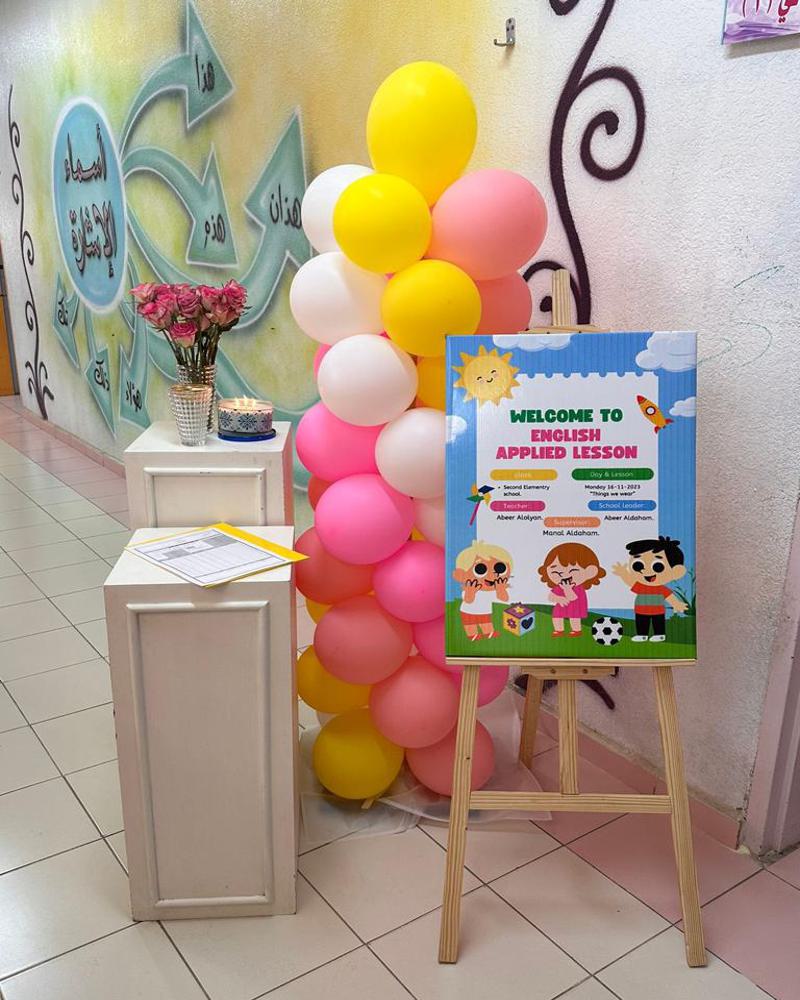 أسماء
الإشارة
هذا
هذه
هذان
تلك
ذلك
هؤلاء
WELCOME TO
ENGLISH
APPLIED LESSON
class
Day & Lesson
Second Elementry
school.
Monday 16-11-2023
"Things we wear"
Teacher:
School leader:
Abeer Alolyan.
Abeer Aldaham.
Supervisor:
Manal Aldaham.